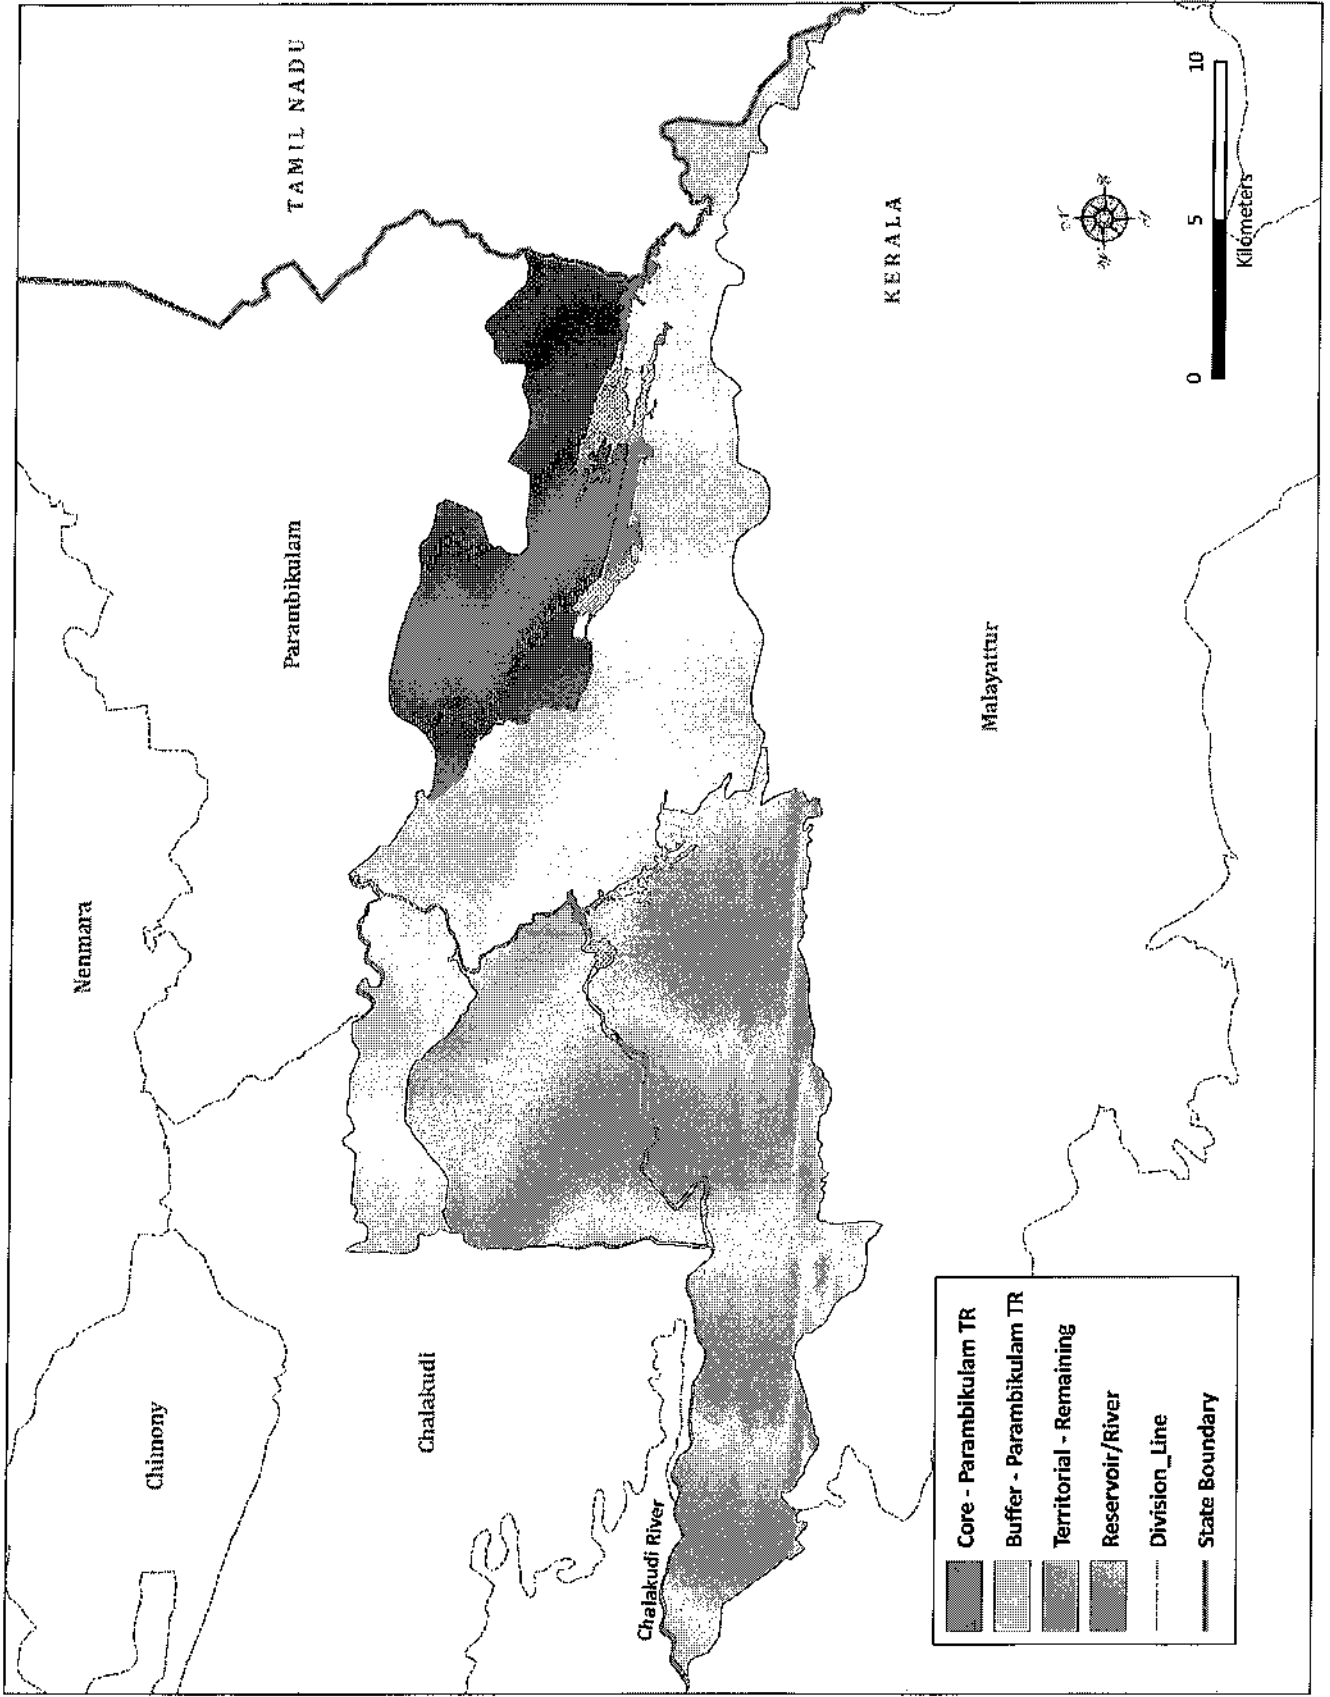 TAMIL NADU
Nenmara
Parambikulam
Chimony
Chalakudi
Chalakudi River
KERALA
Malayattur
Core - Parambikulam TR
Buffer - Parambikulam TR
Territorial - Remaining
Reservoir/River
Division_Line
State Boundary
0 5 10
Kilometers